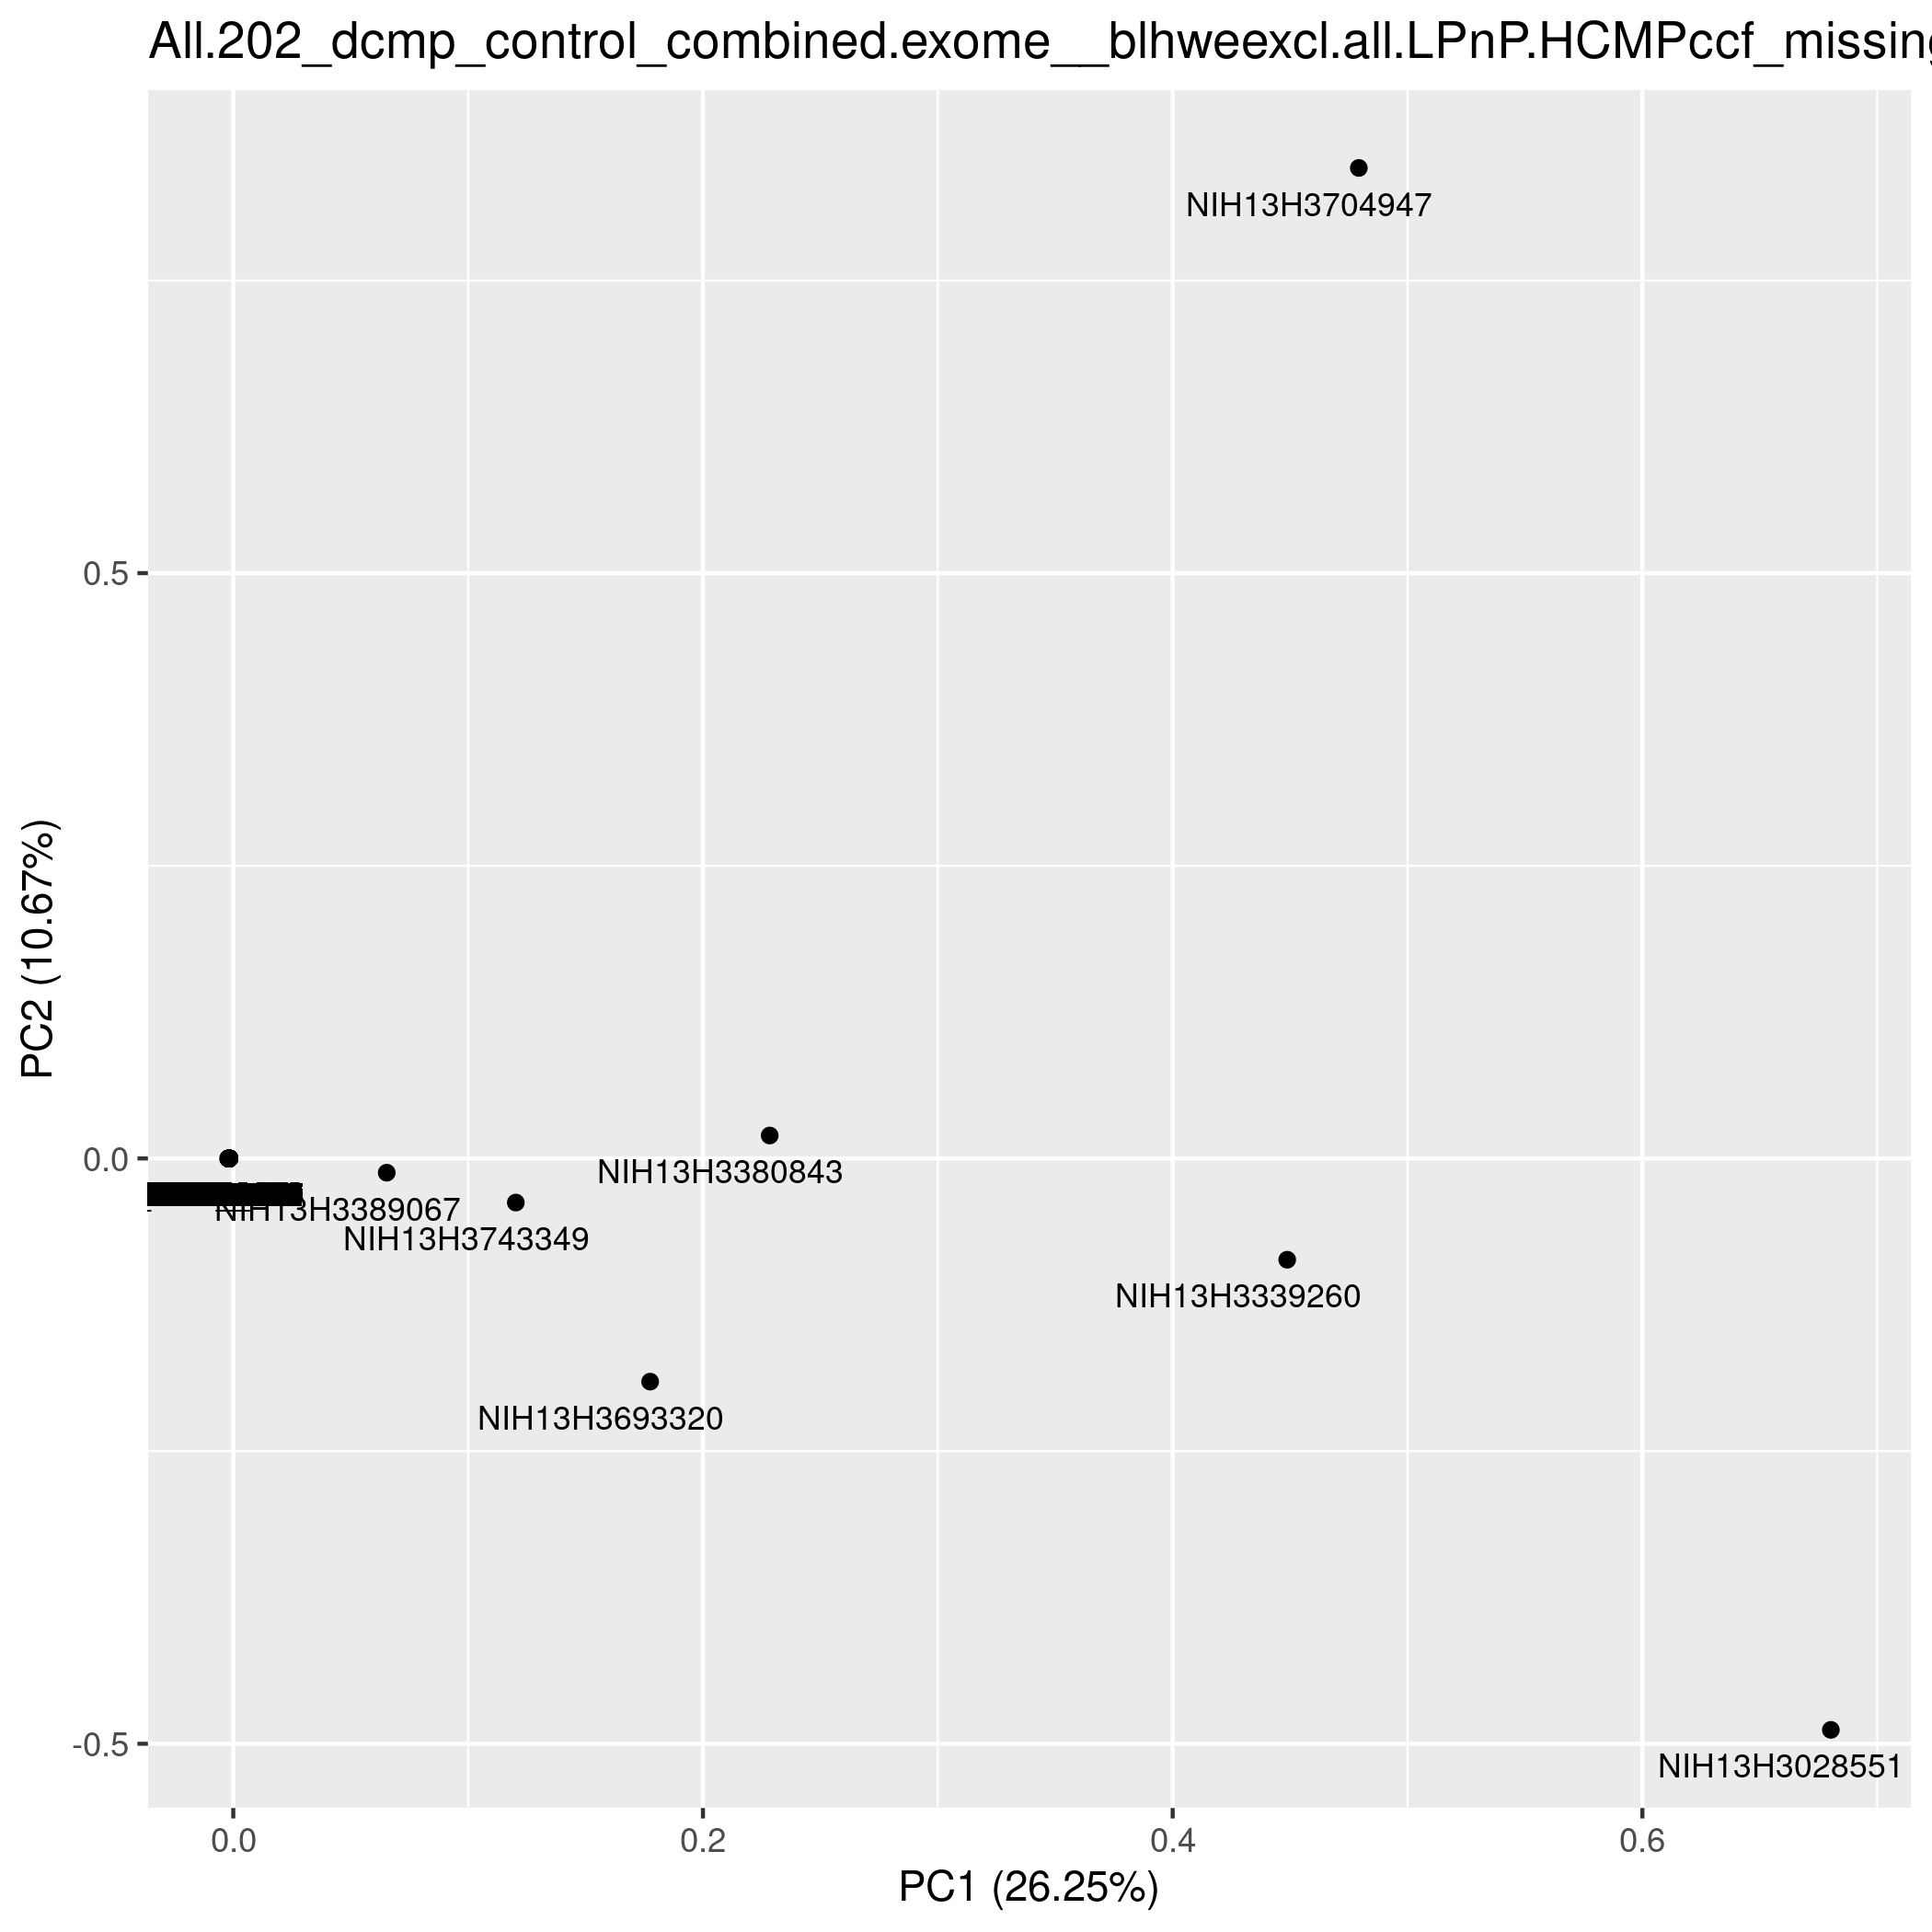 All.202_dcmp_control_combined.exome__blhweexcl.all.LPnP.HCMPccf_missing
NIH13H3704947
0.5
PC2 (10.67%)
0.0
NIH13H3380843
NIH13H3389067
NIH13H3743349
NIH13H3339260
NIH13H3693320
-0.5
NIH13H3028551
0.0 0.2 0.4 0.6
PC1 (26.25%)